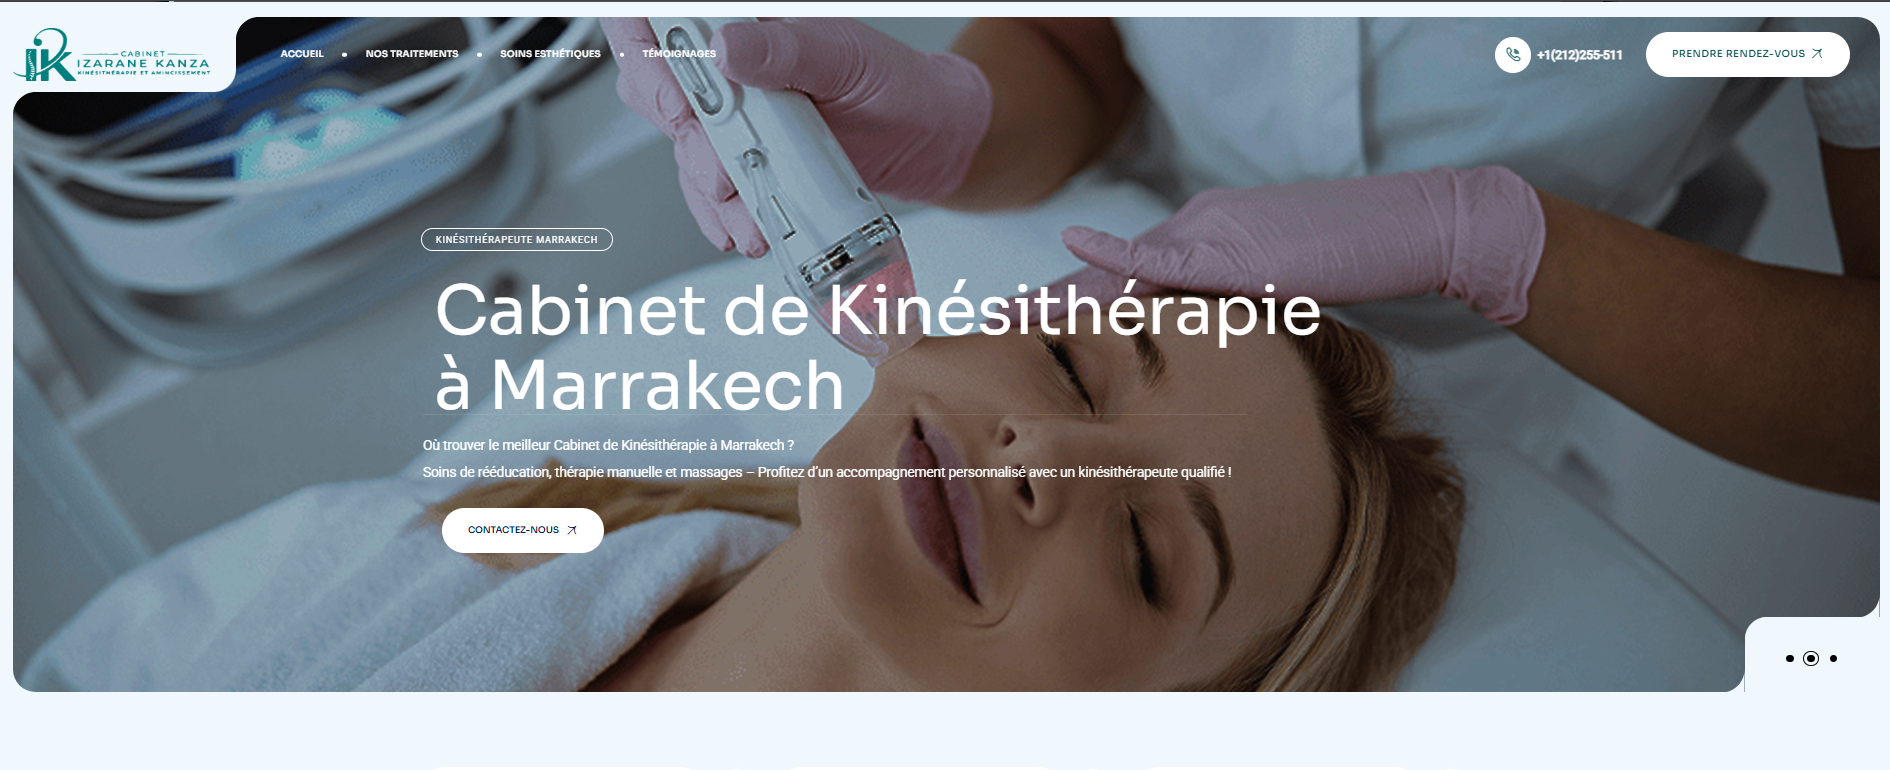 CABINET
IZARANE KANZA
KINÉSITHÉRAPIE ET AMINCISSEMENT
ACCUEIL
NOS TRAITEMENTS
SOINS ESTHÉTIQUES
TÉMOIGNAGES
+1(212)255-511
PRENDRE RENDEZ-VOUS
KINÉSITHÉRAPEUTE MARRAKECH
Cabinet de Kinésithérapie
à Marrakech
Où trouver le meilleur Cabinet de Kinésithérapie à Marrakech ?
Soins de rééducation, thérapie manuelle et massages – Profitez d'un accompagnement personnalisé avec un kinésithérapeute qualifié !
CONTACTEZ-NOUS